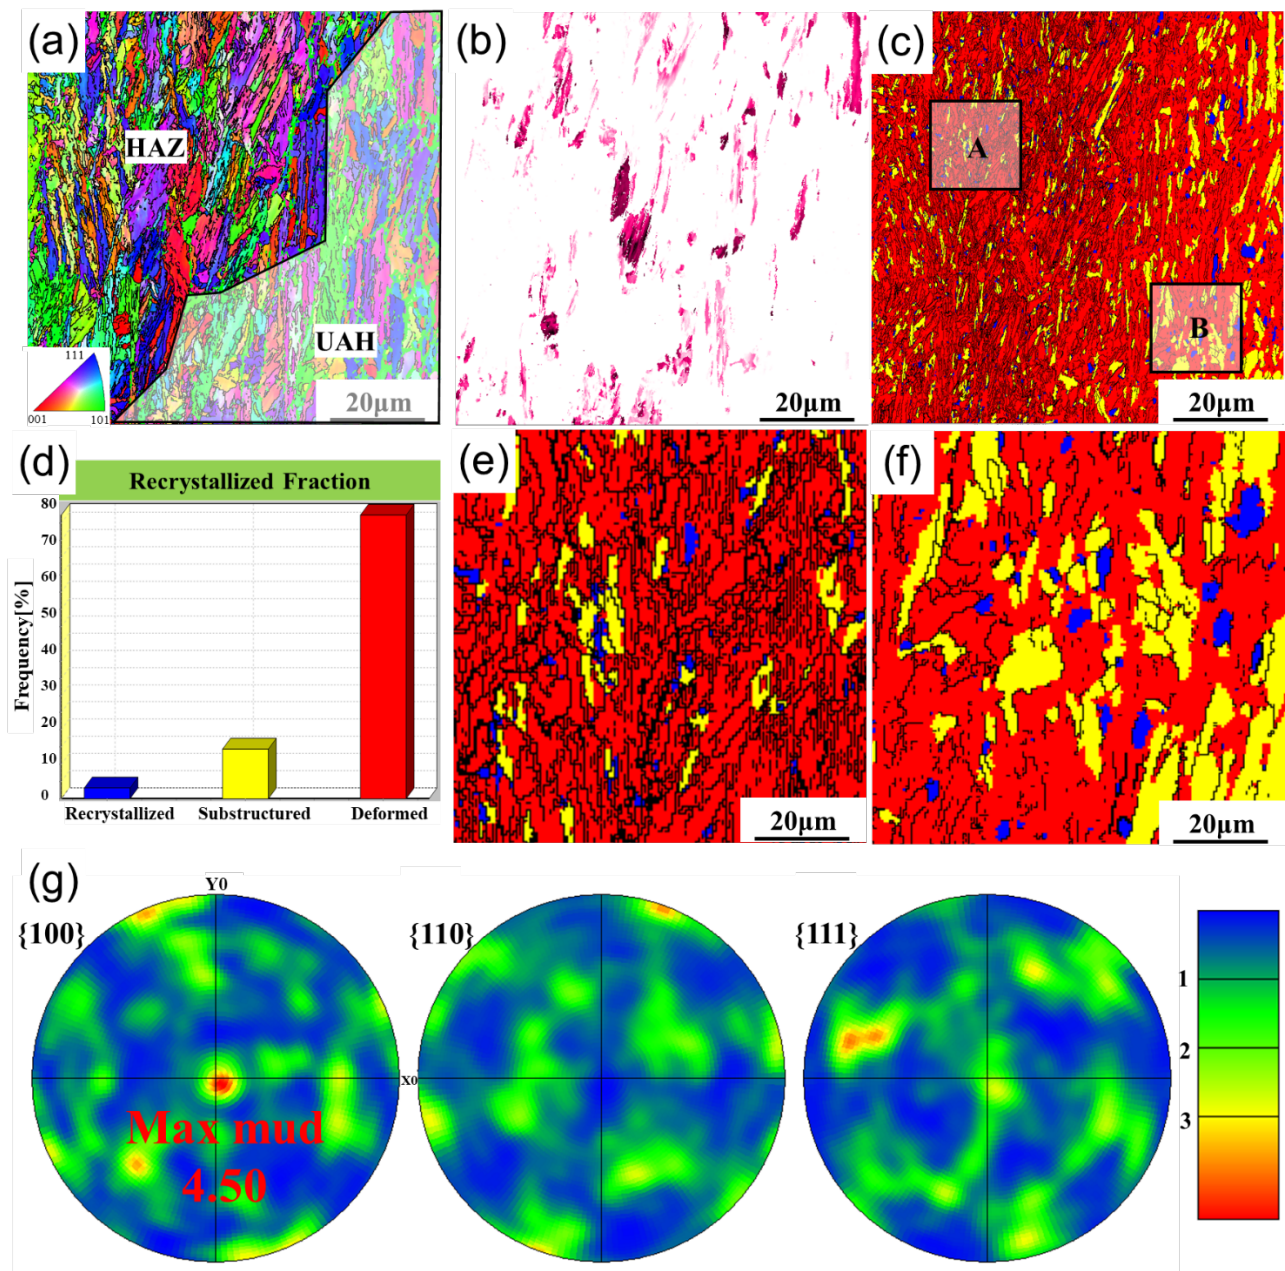 (a)
HAZ
UAH
111
001
101
20μm
(b)
20μm
(c)
A
B
20μm
(d)
Recrystallized Fraction
Frequency[%]
80
70
60
50
40
30
20
10
0
Recrystallized
Substructured
Deformed
(e)
20μm
(f)
20μm
(g)
Y0
{100}
X0
Max mud
4.50
{110}
{111}
1
2
3